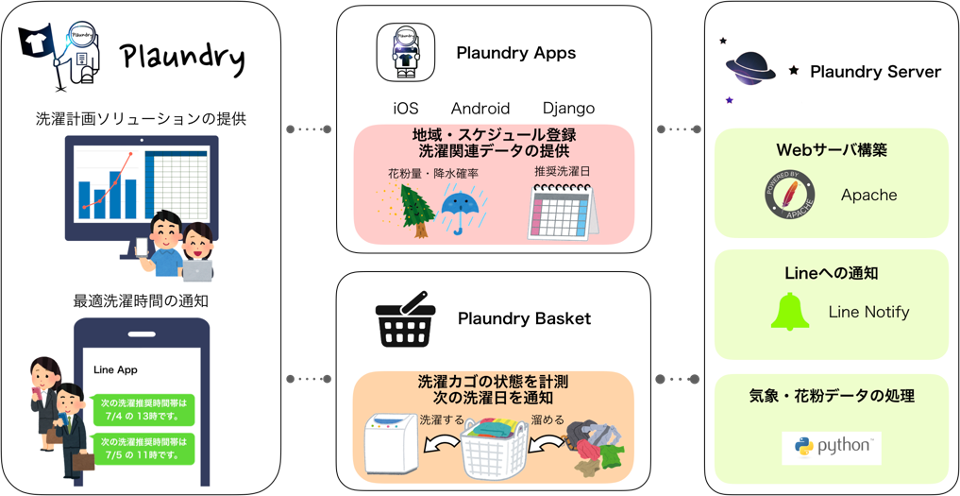 Plaundry
Plaundry
洗濯計画ソリューションの提供
最適洗濯時間の通知
Line App
次の洗濯推奨時間帯は
7/4 の 13時です。
次の洗濯推奨時間帯は
7/5 の 11時です。
Plaundry
Plaundry Apps
iOS Android Django
地域・スケジュール登録
洗濯関連データの提供
花粉量・降水確率
推奨洗濯日
Plaundry Basket
洗濯カゴの状態を計測
次の洗濯日を通知
洗濯する
溜める
Plaundry Server
Webサーバ構築
POWERED BY
APACHE
Apache
Lineへの通知
Line Notify
気象・花粉データの処理
python™